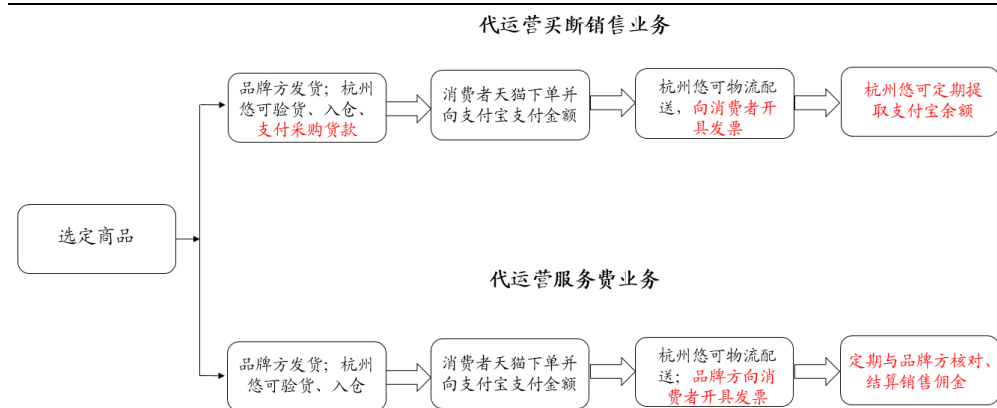 代运营买断销售业务
品牌方发货；杭州
悠可验货、入仓、
支付采购货款
消费者天猫下单并
向支付宝支付金额
杭州悠可物流配
送，向消费者开
具发票
杭州悠可定期提
取支付宝余额
选定商品
代运营服务费业务
品牌方发货；杭州
悠可验货、入仓
消费者天猫下单并
向支付宝支付金额
杭州悠可物流配
送；品牌方向消
费者开具发票
定期与品牌方核对、
结算销售佣金